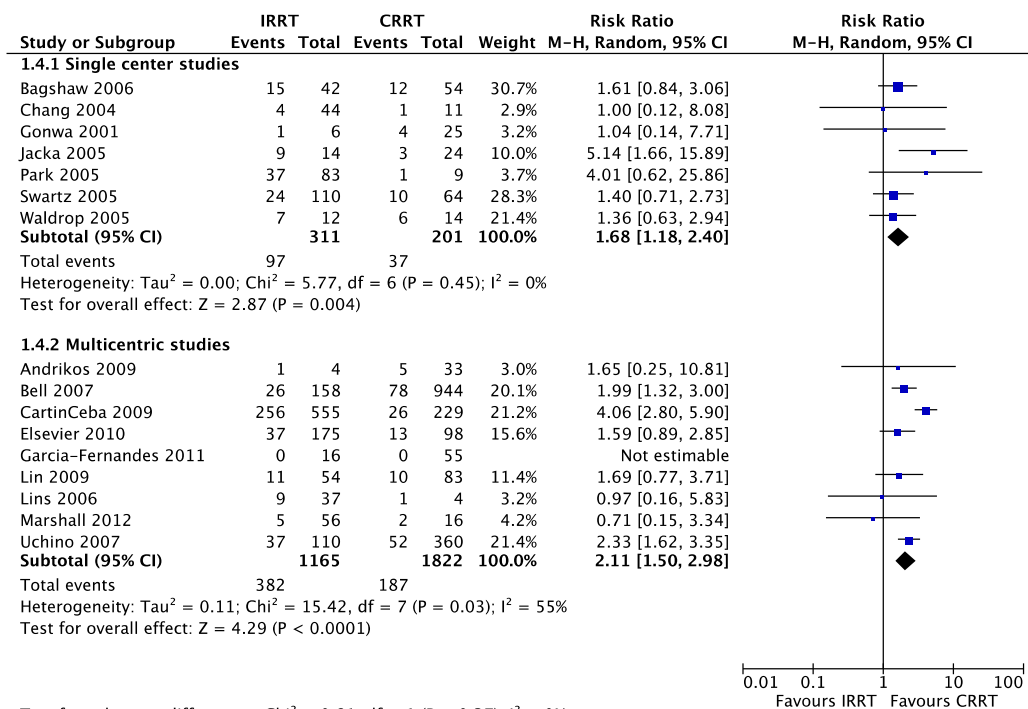 IRRT CRRT Risk Ratio Risk Ratio
Study or Subgroup Events Total Events Total Weight M-H, Random, 95% CI M-H, Random, 95% CI
1.4.1 Single center studies
Bagshaw 2006 15 42 12 54 30.7% 1.61 [0.84, 3.06]
Chang 2004 4 44 1 11 2.9% 1.00 [0.12, 8.08]
Gonwa 2001 1 6 4 25 3.2% 1.04 [0.14, 7.71]
Jacka 2005 9 14 3 24 10.0% 5.14 [1.66, 15.89]
Park 2005 37 83 1 9 3.7% 4.01 [0.62, 25.86]
Swartz 2005 24 110 10 64 28.3% 1.40 [0.71, 2.73]
Waldrop 2005 7 12 6 14 21.4% 1.36 [0.63, 2.94]
Subtotal (95% CI) 311 201 100.0% 1.68 [1.18, 2.40]
Total events 97 37
Heterogeneity: Tau² = 0.00; Chi² = 5.77, df = 6 (P = 0.45); I² = 0%
Test for overall effect: Z = 2.87 (P = 0.004)
1.4.2 Multicentric studies
Andrikos 2009 1 4 5 33 3.0% 1.65 [0.25, 10.81]
Bell 2007 26 158 78 944 20.1% 1.99 [1.32, 3.00]
CartinCeba 2009 256 555 26 229 21.2% 4.06 [2.80, 5.90]
Elsevier 2010 37 175 13 98 15.6% 1.59 [0.89, 2.85]
Garcia-Fernandes 2011 0 16 0 55 Not estimable
Lin 2009 11 54 10 83 11.4% 1.69 [0.77, 3.71]
Lins 2006 9 37 1 4 3.2% 0.97 [0.16, 5.83]
Marshall 2012 5 56 2 16 4.2% 0.71 [0.15, 3.34]
Uchino 2007 37 110 52 360 21.4% 2.33 [1.62, 3.35]
Subtotal (95% CI) 1165 1822 100.0% 2.11 [1.50, 2.98]
Total events 382 187
Heterogeneity: Tau² = 0.11; Chi² = 15.42, df = 7 (P = 0.03); I² = 55%
Test for overall effect: Z = 4.29 (P < 0.0001)
0.01 0.1 1 10 100
Favours IRRT Favours CRRT